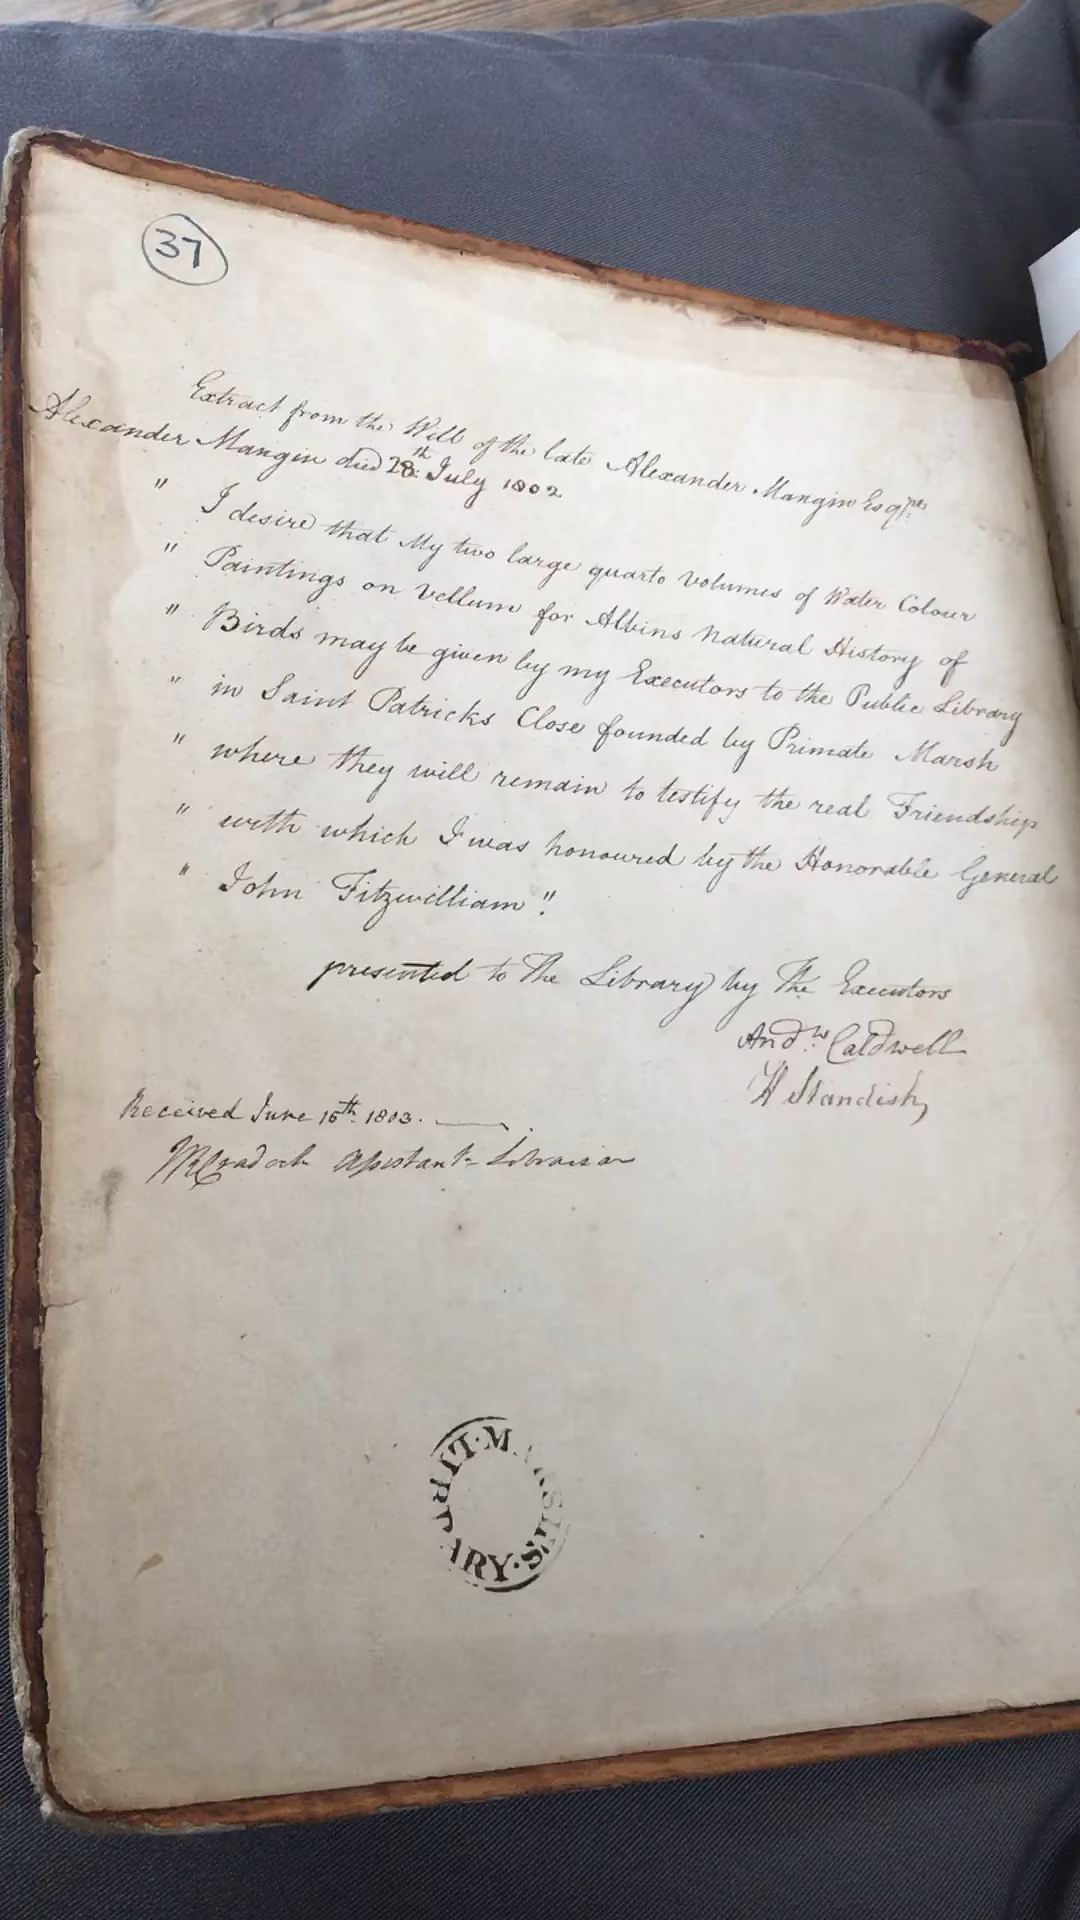 37
Extract from the Will of the late Alexander Mangin Esqre
Alexander Mangin died 28th July 1802
" I desire that My two large quarto Volumes of Water Colour
" Paintings on Vellum for Albins Natural History of
" Birds may be given by my Executors to the Public Library
" in Saint Patricks Close founded by Primate Marsh
" where they will remain to testify the real Friendship
" with which I was honoured by the Honorable General
" John Fitzwilliam".
presented to The Library by The Executors
Andw. Caldwell
H Standish,
Received June 16th 1803.
Cradock Assistant Librarian
MARSH'S · LIBRARY ·